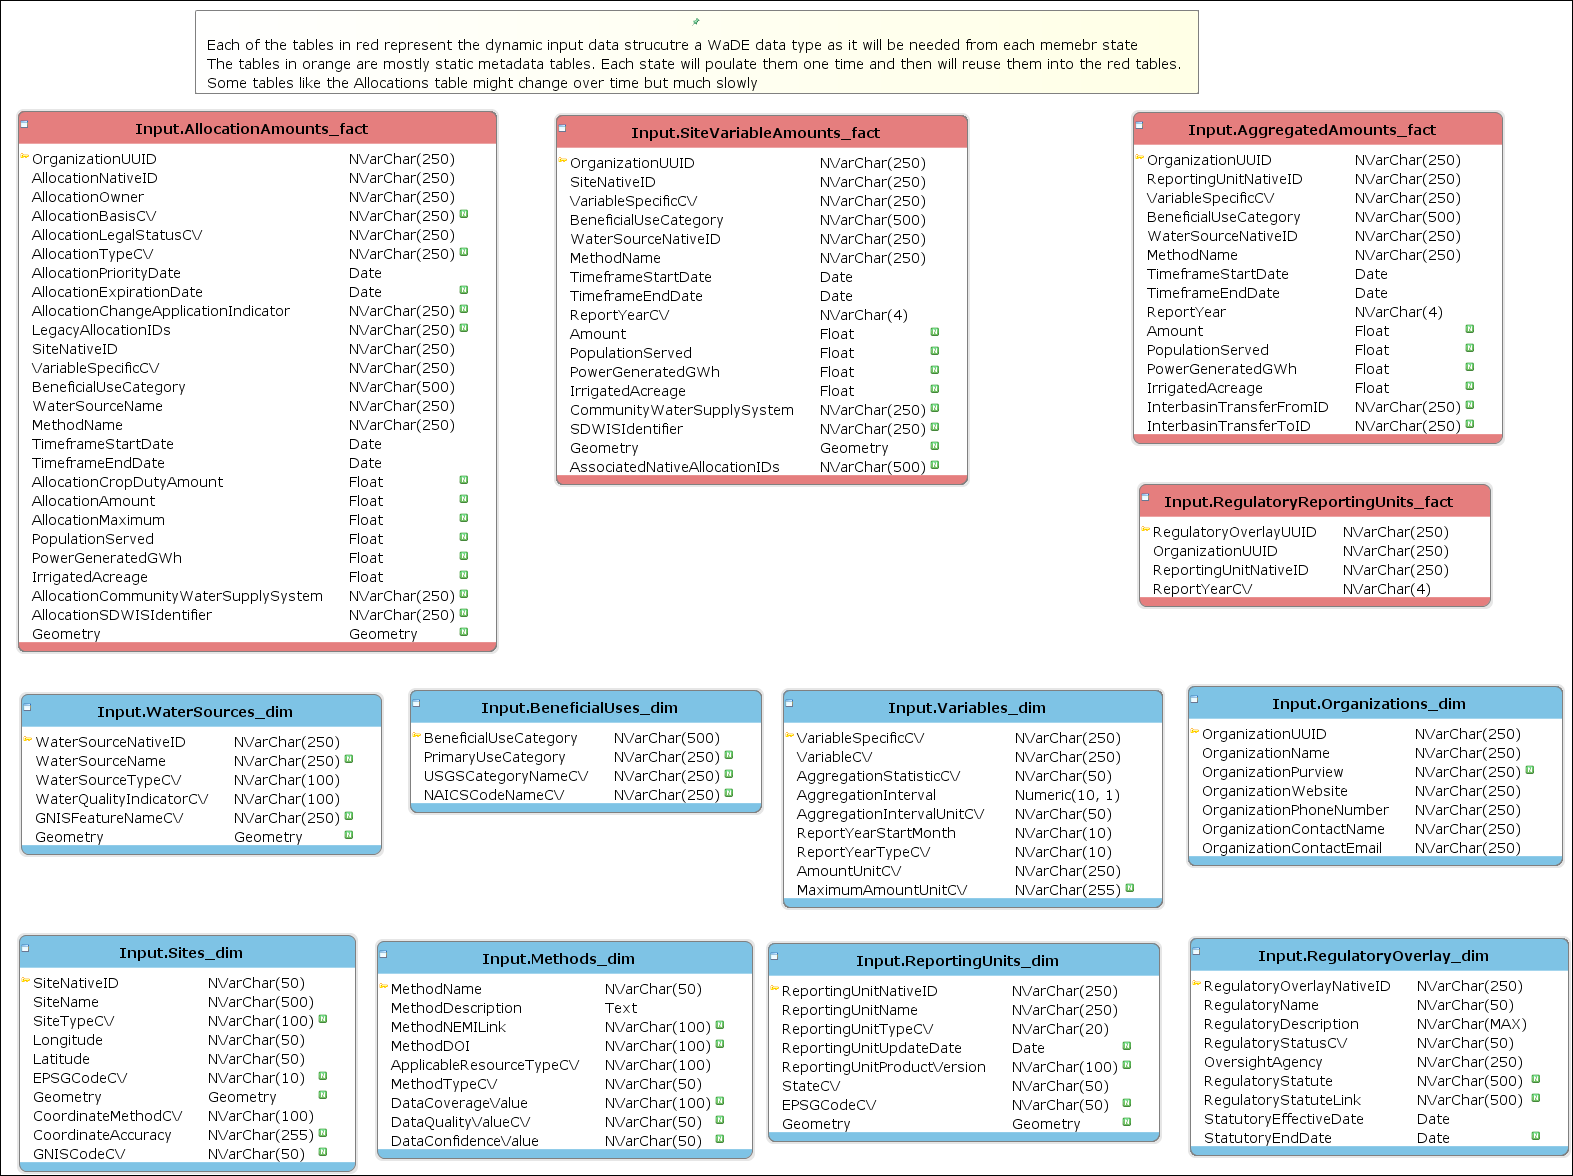 Each of the tables in red represent the dynamic input data strucutre a WaDE data type as it will be needed from each memebr state
The tables in orange are mostly static metadata tables. Each state will poulate them one time and then will reuse them into the red tables.
Some tables like the Allocations table might change over time but much slowly
Input.AllocationAmounts_fact
OrganizationUUID NVarChar(250)
AllocationNativeID NVarChar(250)
AllocationOwner NVarChar(250)
AllocationBasisCV NVarChar(250) N
AllocationLegalStatusCV NVarChar(250)
AllocationTypeCV NVarChar(250) N
AllocationPriorityDate Date
AllocationExpirationDate Date N
AllocationChangeApplicationIndicator NVarChar(250) N
LegacyAllocationIDs NVarChar(250) N
SiteNativeID NVarChar(250)
VariableSpecificCV NVarChar(250)
BeneficialUseCategory NVarChar(500)
WaterSourceName NVarChar(250)
MethodName NVarChar(250)
TimeframeStartDate Date
TimeframeEndDate Date
AllocationCropDutyAmount Float N
AllocationAmount Float N
AllocationMaximum Float N
PopulationServed Float N
PowerGeneratedGWh Float N
IrrigatedAcreage Float N
AllocationCommunityWaterSupplySystem NVarChar(250) N
AllocationSDWISIdentifier NVarChar(250) N
Geometry Geometry N
Input.SiteVariableAmounts_fact
OrganizationUUID NVarChar(250)
SiteNativeID NVarChar(250)
VariableSpecificCV NVarChar(250)
BeneficialUseCategory NVarChar(500)
WaterSourceNativeID NVarChar(250)
MethodName NVarChar(250)
TimeframeStartDate Date
TimeframeEndDate Date
ReportYearCV NVarChar(4)
Amount Float N
PopulationServed Float N
PowerGeneratedGWh Float N
IrrigatedAcreage Float N
CommunityWaterSupplySystem NVarChar(250) N
SDWISIdentifier NVarChar(250) N
Geometry Geometry N
AssociatedNativeAllocationIDs NVarChar(500) N
Input.AggregatedAmounts_fact
OrganizationUUID NVarChar(250)
ReportingUnitNativeID NVarChar(250)
VariableSpecificCV NVarChar(250)
BeneficialUseCategory NVarChar(500)
WaterSourceNativeID NVarChar(250)
MethodName NVarChar(250)
TimeframeStartDate Date
TimeframeEndDate Date
ReportYear NVarChar(4)
Amount Float N
PopulationServed Float N
PowerGeneratedGWh Float N
IrrigatedAcreage Float N
InterbasinTransferFromID NVarChar(250) N
InterbasinTransferToID NVarChar(250) N
Input.RegulatoryReportingUnits_fact
RegulatoryOverlayUUID NVarChar(250)
OrganizationUUID NVarChar(250)
ReportingUnitNativeID NVarChar(250)
ReportYearCV NVarChar(4)
Input.WaterSources_dim
WaterSourceNativeID NVarChar(250)
WaterSourceName NVarChar(250) N
WaterSourceTypeCV NVarChar(100)
WaterQualityIndicatorCV NVarChar(100)
GNISFeatureNameCV NVarChar(250) N
Geometry Geometry N
Input.BeneficialUses_dim
BeneficialUseCategory NVarChar(500)
PrimaryUseCategory NVarChar(250) N
USGSCategoryNameCV NVarChar(250) N
NAICSCodeNameCV NVarChar(250) N
Input.Variables_dim
VariableSpecificCV NVarChar(250)
VariableCV NVarChar(250)
AggregationStatisticCV NVarChar(50)
AggregationInterval Numeric(10, 1)
AggregationIntervalUnitCV NVarChar(50)
ReportYearStartMonth NVarChar(10)
ReportYearTypeCV NVarChar(10)
AmountUnitCV NVarChar(250)
MaximumAmountUnitCV NVarChar(255) N
Input.Organizations_dim
OrganizationUUID NVarChar(250)
OrganizationName NVarChar(250)
OrganizationPurview NVarChar(250) N
OrganizationWebsite NVarChar(250)
OrganizationPhoneNumber NVarChar(250)
OrganizationContactName NVarChar(250)
OrganizationContactEmail NVarChar(250)
Input.Sites_dim
SiteNativeID NVarChar(50)
SiteName NVarChar(500)
SiteTypeCV NVarChar(100) N
Longitude NVarChar(50)
Latitude NVarChar(50)
EPSGCodeCV NVarChar(10) N
Geometry Geometry N
CoordinateMethodCV NVarChar(100)
CoordinateAccuracy NVarChar(255) N
GNISCodeCV NVarChar(50) N
Input.Methods_dim
MethodName NVarChar(50)
MethodDescription Text
MethodNEMILink NVarChar(100) N
MethodDOI NVarChar(100) N
ApplicableResourceTypeCV NVarChar(100)
MethodTypeCV NVarChar(50)
DataCoverageValue NVarChar(100) N
DataQualityValueCV NVarChar(50) N
DataConfidenceValue NVarChar(50) N
Input.ReportingUnits_dim
ReportingUnitNativeID NVarChar(250)
ReportingUnitName NVarChar(250)
ReportingUnitTypeCV NVarChar(20)
ReportingUnitUpdateDate Date N
ReportingUnitProductVersion NVarChar(100) N
StateCV NVarChar(50)
EPSGCodeCV NVarChar(50) N
Geometry Geometry N
Input.RegulatoryOverlay_dim
RegulatoryOverlayNativeID NVarChar(250)
RegulatoryName NVarChar(50)
RegulatoryDescription NVarChar(MAX)
RegulatoryStatusCV NVarChar(50)
OversightAgency NVarChar(250)
RegulatoryStatute NVarChar(500) N
RegulatoryStatuteLink NVarChar(500) N
StatutoryEffectiveDate Date
StatutoryEndDate Date N